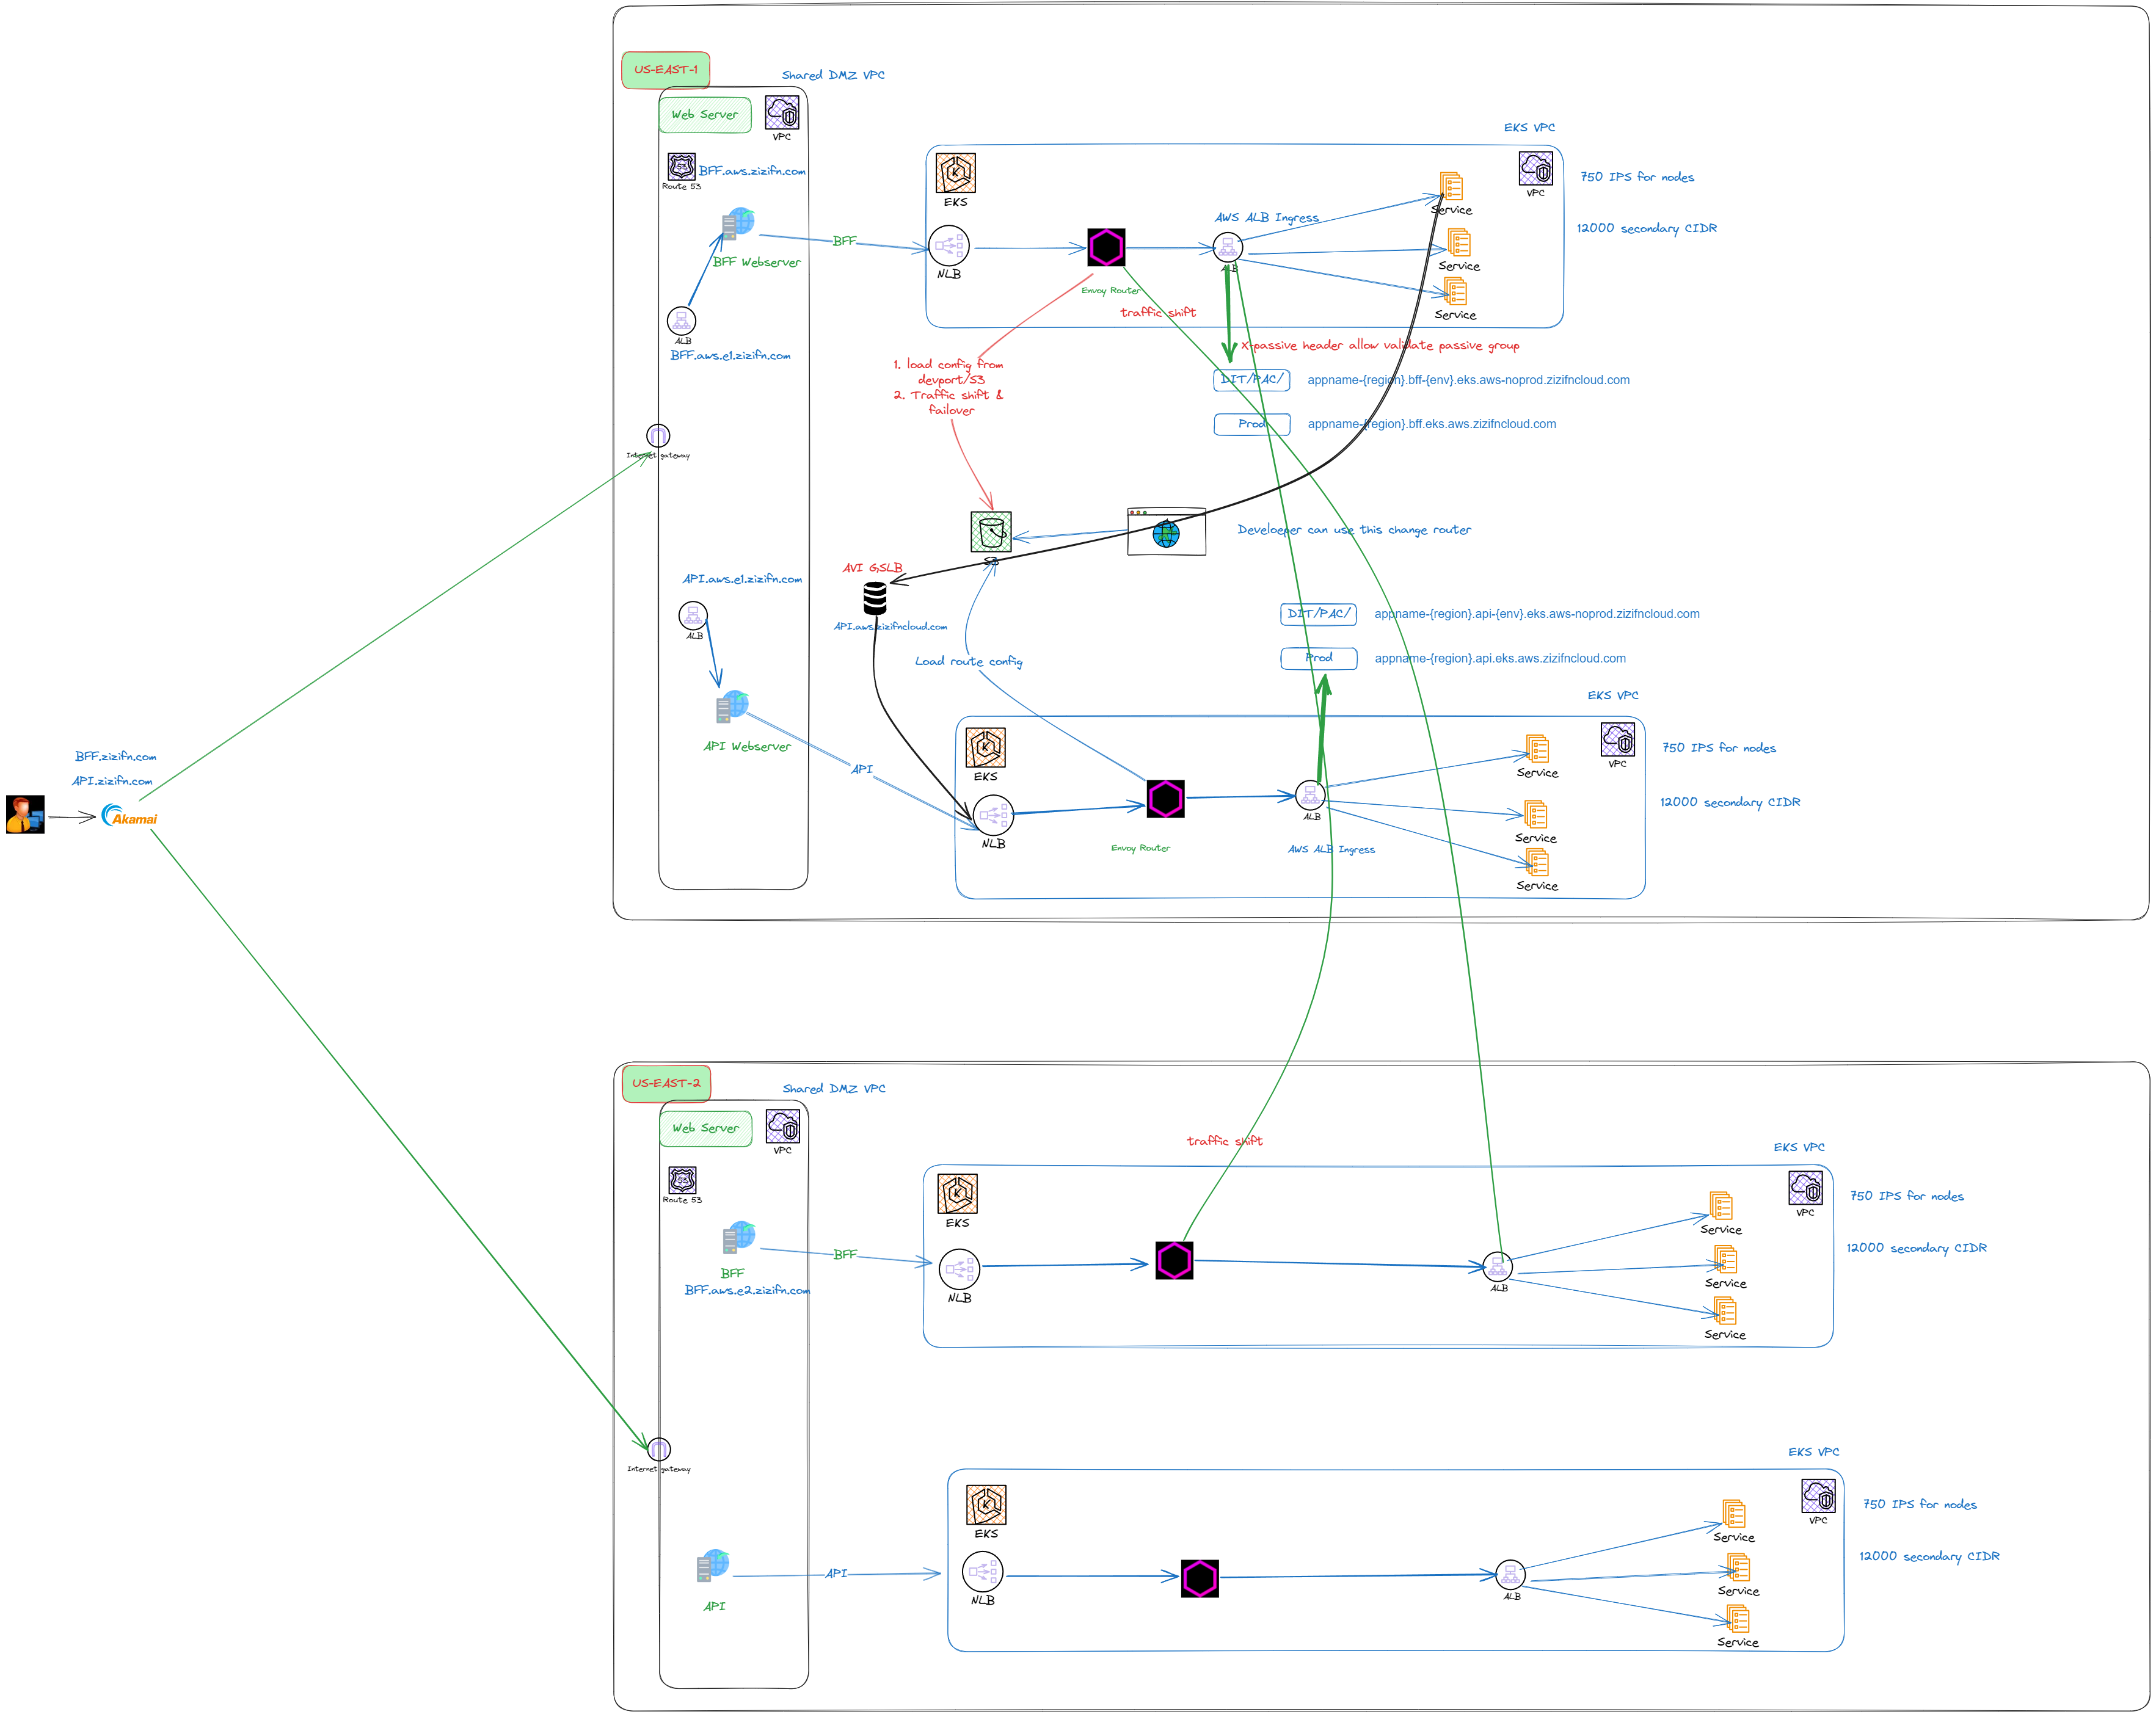 US-EAST-1
Shared DMZ VPC
Web Server
VPC
Route 53
BFF.aws.zizifn.com
BFF Webserver
BFF
ALB
BFF.aws.e1.zizifn.com
Internet gateway
EKS VPC
EKS
VPC
750 IPS for nodes
12000 secondary CIDR
NLB
Envoy Router
traffic shift
AWS ALB Ingress
ALB
Service
Service
Service
X-passive header allow validate passive group
1. load config from
devport/S3
2. Traffic shift &
failover
DIT/PAC/
appname-{region}.bff-{env}.eks.aws-noprod.zizifncloud.com
Prod
appname-{region}.bff.eks.aws.zizifncloud.com
S3
Develoeper can use this change router
AVI GSLB
API.aws.zizifncloud.com
API.aws.e1.zizifn.com
ALB
API Webserver
API
Load route config
DIT/PAC/
appname-{region}.api-{env}.eks.aws-noprod.zizifncloud.com
Prod
appname-{region}.api.eks.aws.zizifncloud.com
EKS VPC
EKS
VPC
750 IPS for nodes
12000 secondary CIDR
NLB
Envoy Router
ALB
AWS ALB Ingress
Service
Service
Service
BFF.zizifn.com
API.zizifn.com
Akamai
US-EAST-2
Shared DMZ VPC
Web Server
VPC
Route 53
BFF
BFF.aws.e2.zizifn.com
BFF
Internet gateway
traffic shift
EKS VPC
EKS
VPC
750 IPS for nodes
12000 secondary CIDR
NLB
ALB
Service
Service
Service
API
API
EKS VPC
EKS
VPC
750 IPS for nodes
12000 secondary CIDR
NLB
ALB
Service
Service
Service